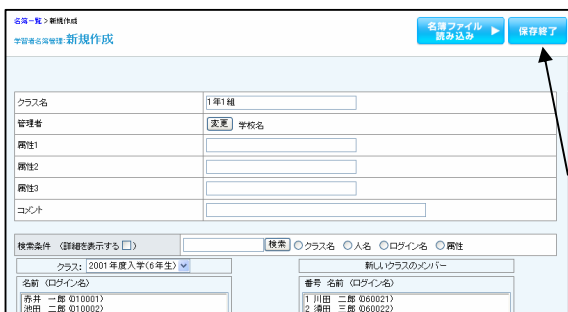 名簿一覧 > 新規作成
学習者名簿管理:新規作成
名簿ファイル
読み込み
保存終了
クラス名 1年1組
管理者 変更 学校名
属性1
属性2
属性3
コメント
検索条件 (詳細を表示する) 検索 クラス名 人名 ログイン名 属性
クラス: 2001年度入学(6年生) 新しいクラスのメンバー
名前 (ログイン名) 番号 名前 (ログイン名)
赤井 一郎 (010001) 1 川田 二郎 (060021)
池田 二郎 (010002) 2 須田 三郎 (060022)